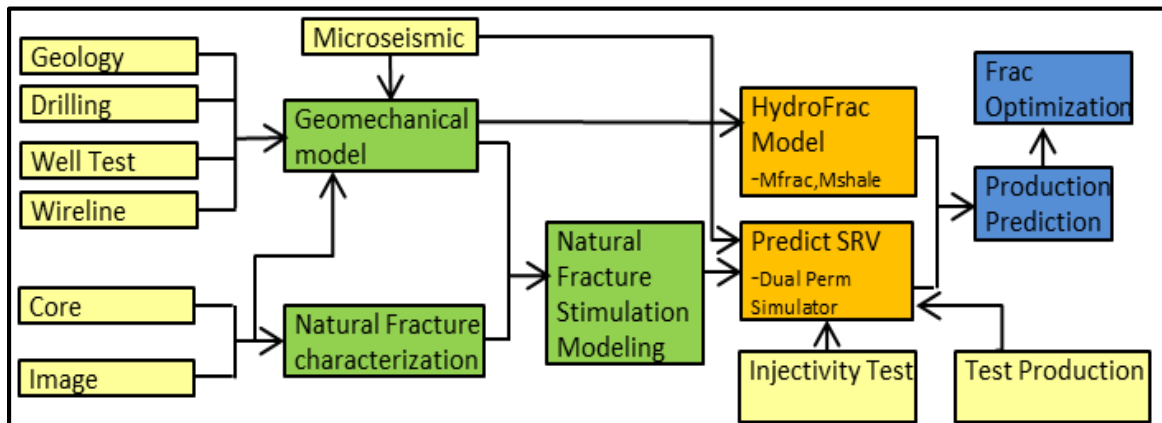 Microseismic
Geology
Drilling
Well Test
Wireline
Core
Image
Geomechanical
model
Natural Fracture
characterization
Natural
Fracture
Stimulation
Modeling
HydroFrac
Model
-Mfrac,Mshale
Predict SRV
-Dual Perm
Simulator
Injectivity Test
Test Production
Frac
Optimization
Production
Prediction